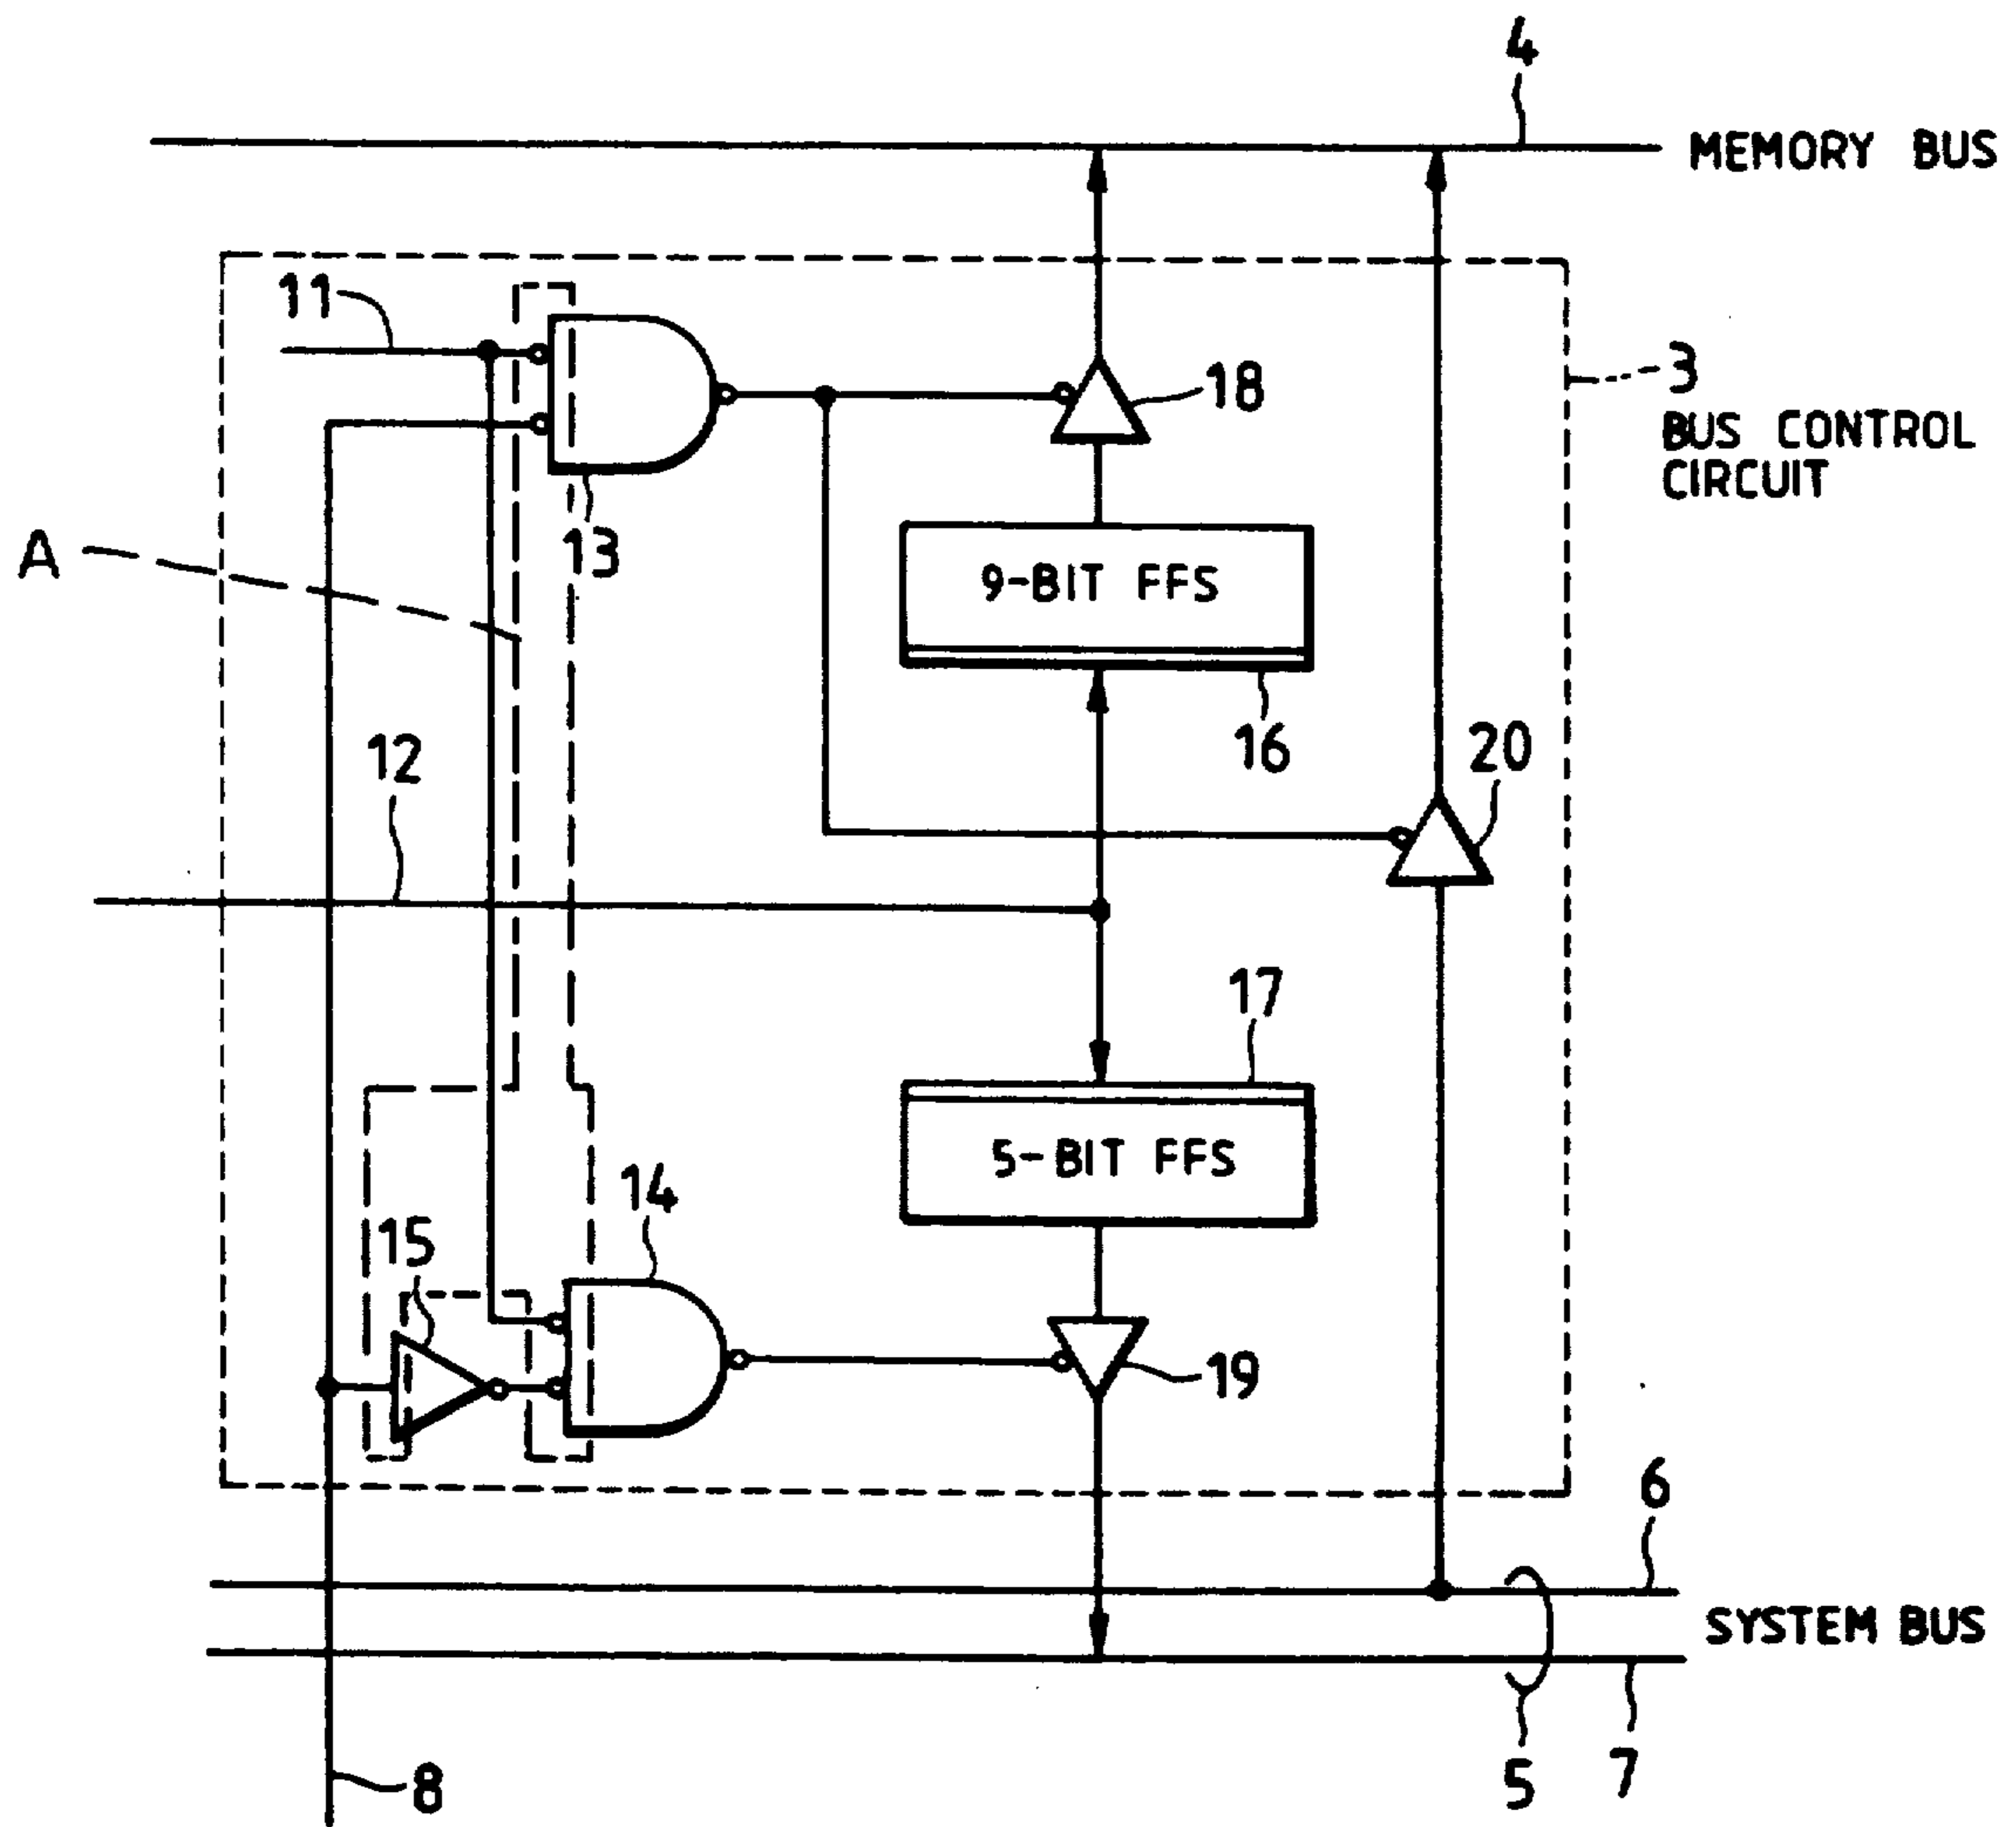 4
MEMORY BUS
11
18
3
BUS CONTROL
CIRCUIT
A
13
9-BIT FFS
16
20
12
17
5-BIT FFS
14
15
19
6
SYSTEM BUS
8
5
7